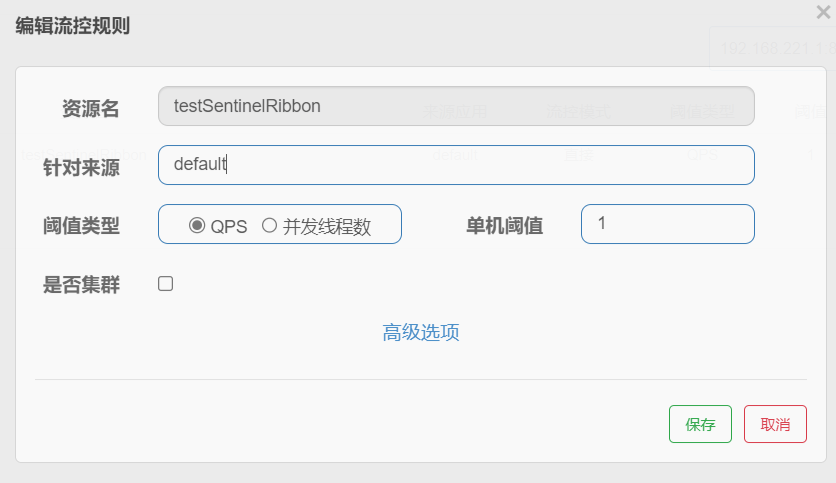 编辑流控规则
×
资源名 testSentinelRibbon
针对来源 default
阈值类型 QPS 并发线程数 单机阈值 1
是否集群
高级选项
保存 取消